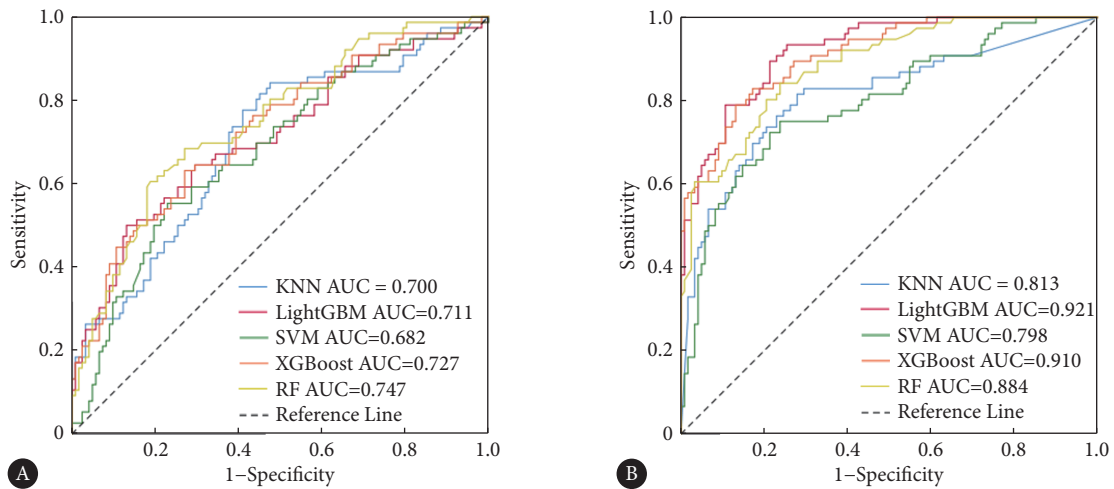 1.0
0.8
0.6
0.4
0.2
0
Sensitivity
KNN AUC = 0.700
LightGBM AUC=0.711
SVM AUC=0.682
XGBoost AUC=0.727
RF AUC=0.747
Reference Line
0.2 0.4 0.6 0.8 1.0
1−Specificity
A
1.0
0.8
0.6
0.4
0.2
0
Sensitivity
KNN AUC = 0.813
LightGBM AUC=0.921
SVM AUC=0.798
XGBoost AUC=0.910
RF AUC=0.884
Reference Line
0.2 0.4 0.6 0.8 1.0
1−Specificity
B